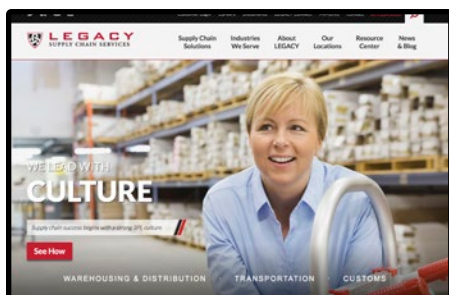 LEGACY
SUPPLY CHAIN SERVICES
Supply Chain Solutions
Industries We Serve
About LEGACY
Our Locations
Resource Center
News & Blog
WE LEAD WITH
CULTURE
Supply chain success begins with a strong 3PL culture
See How
WAREHOUSING & DISTRIBUTION
TRANSPORTATION
CUSTOMS